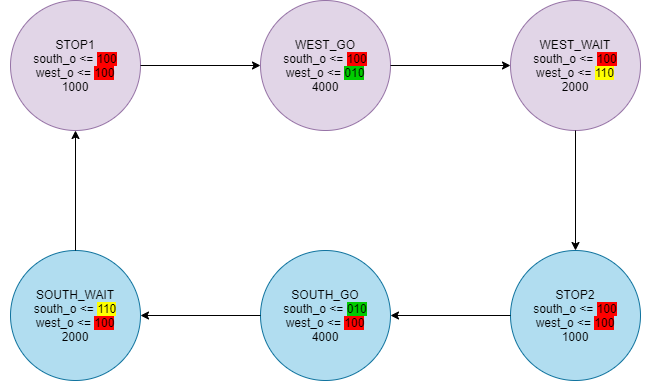 STOP1
south_o <= 100
west_o <= 100
1000
WEST_GO
south_o <= 100
west_o <= 010
4000
WEST_WAIT
south_o <= 100
west_o <= 110
2000
SOUTH_WAIT
south_o <= 110
west_o <= 100
2000
SOUTH_GO
south_o <= 010
west_o <= 100
4000
STOP2
south_o <= 100
west_o <= 100
1000